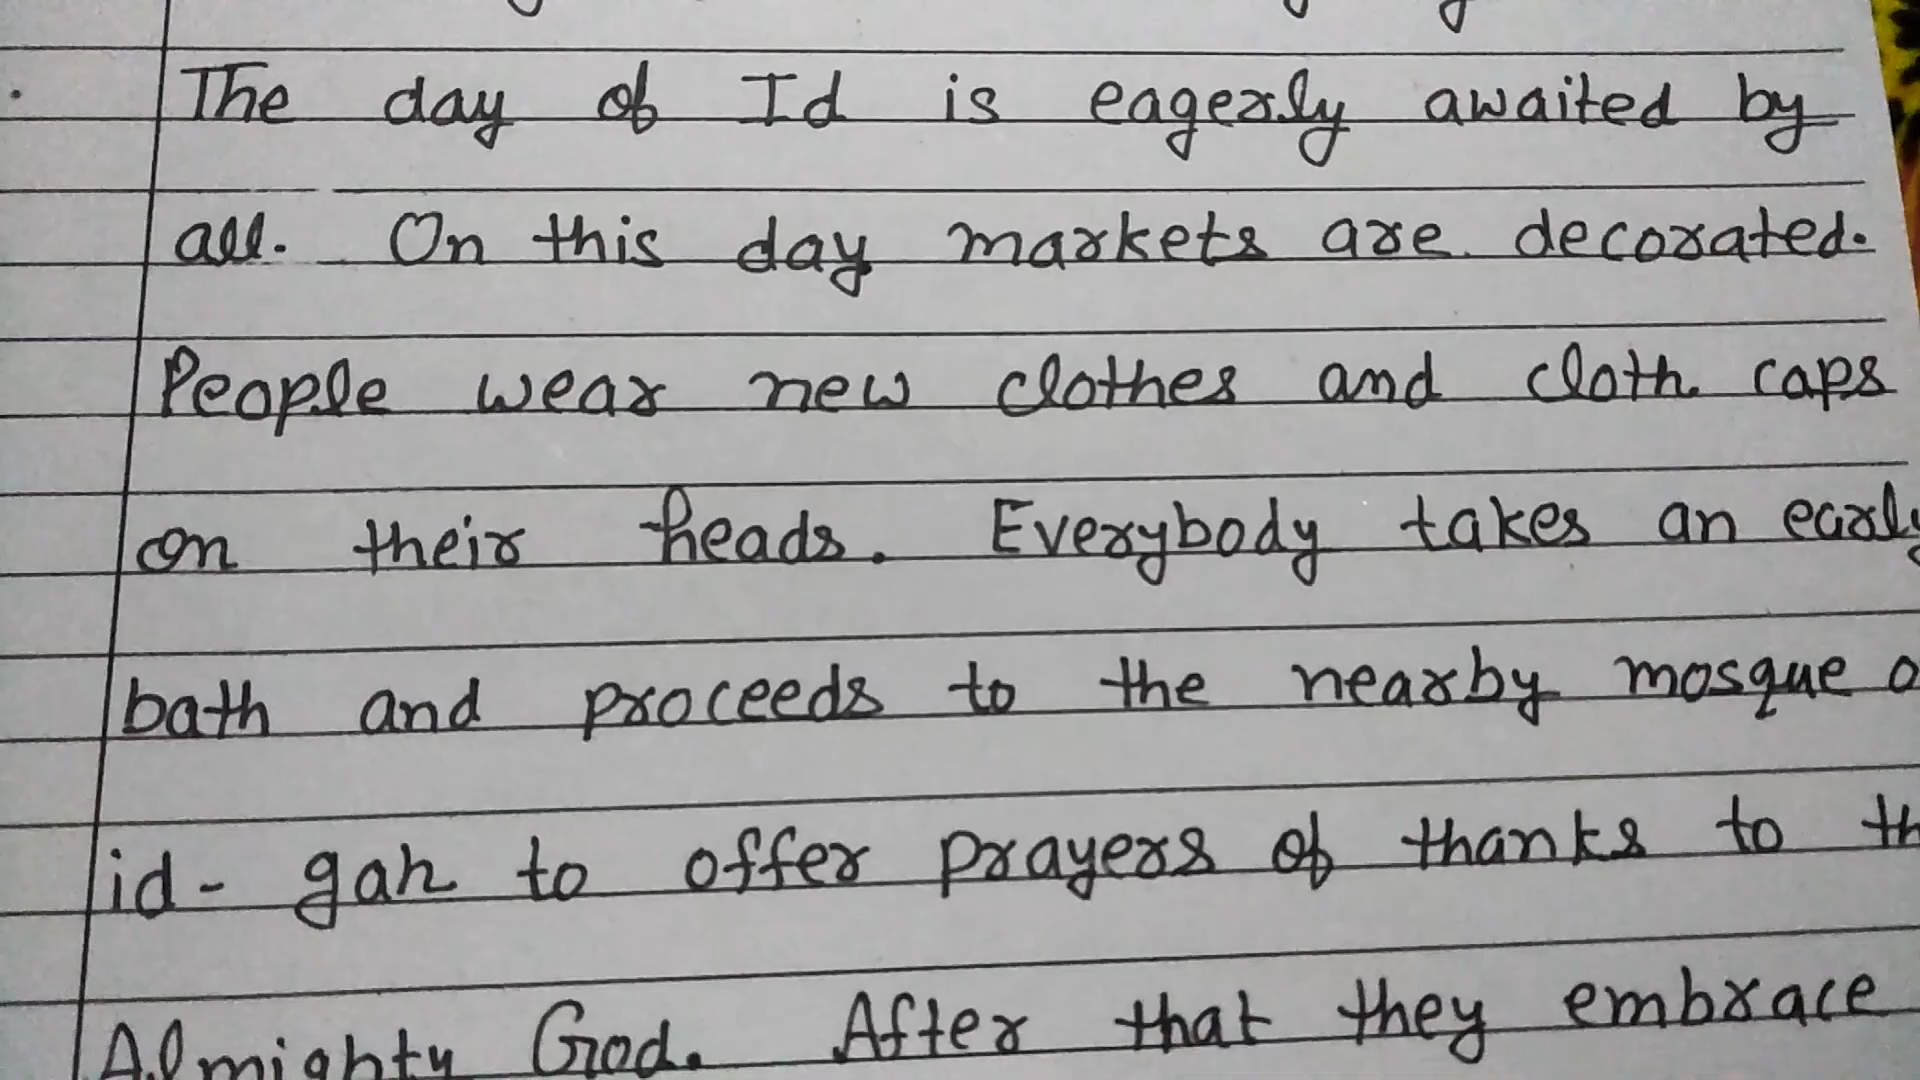 The day of Id is eagerly awaited by
all. On this day markets are decorated.
People wear new clothes and cloth caps
on their heads. Everybody takes an early
bath and proceeds to the nearby mosque
id- gah to offer prayers of thanks to
Almighty God. After that they embrace